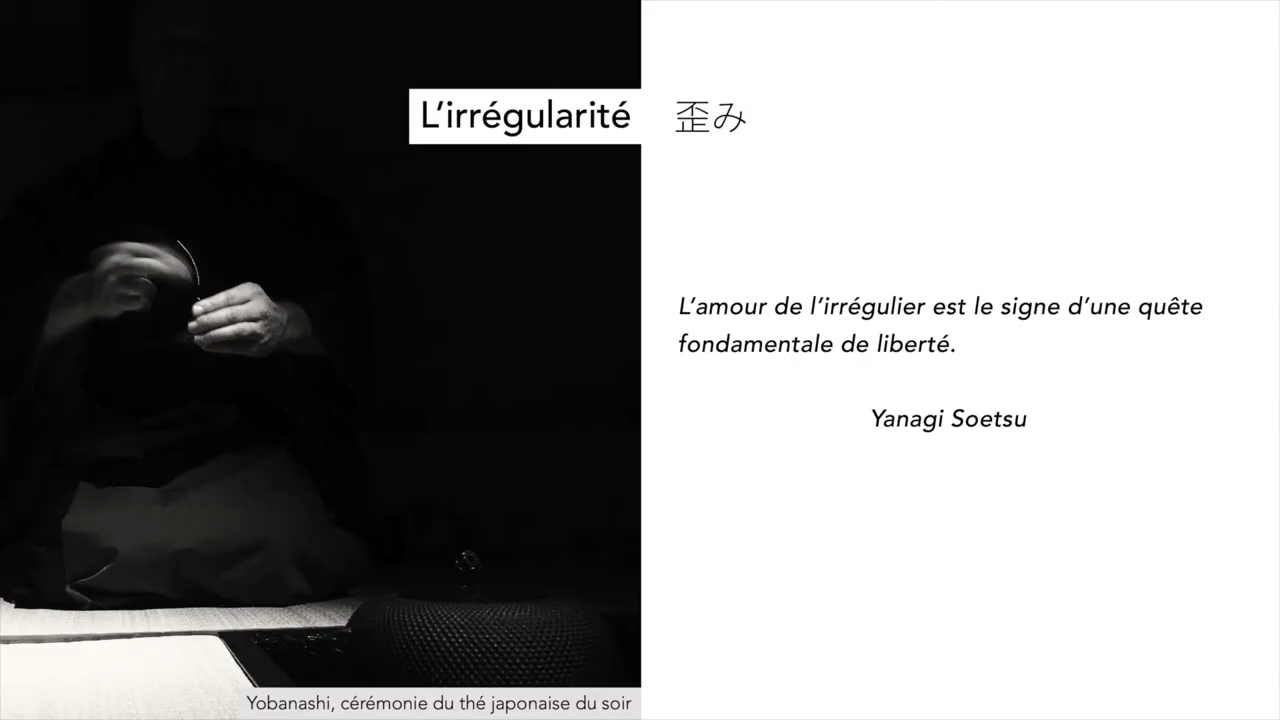 L’irrégularité
歪み
L’amour de l’irrégulier est le signe d’une quête
fondamentale de liberté.
Yanagi Soetsu
Yobanashi, cérémonie du thé japonaise du soir